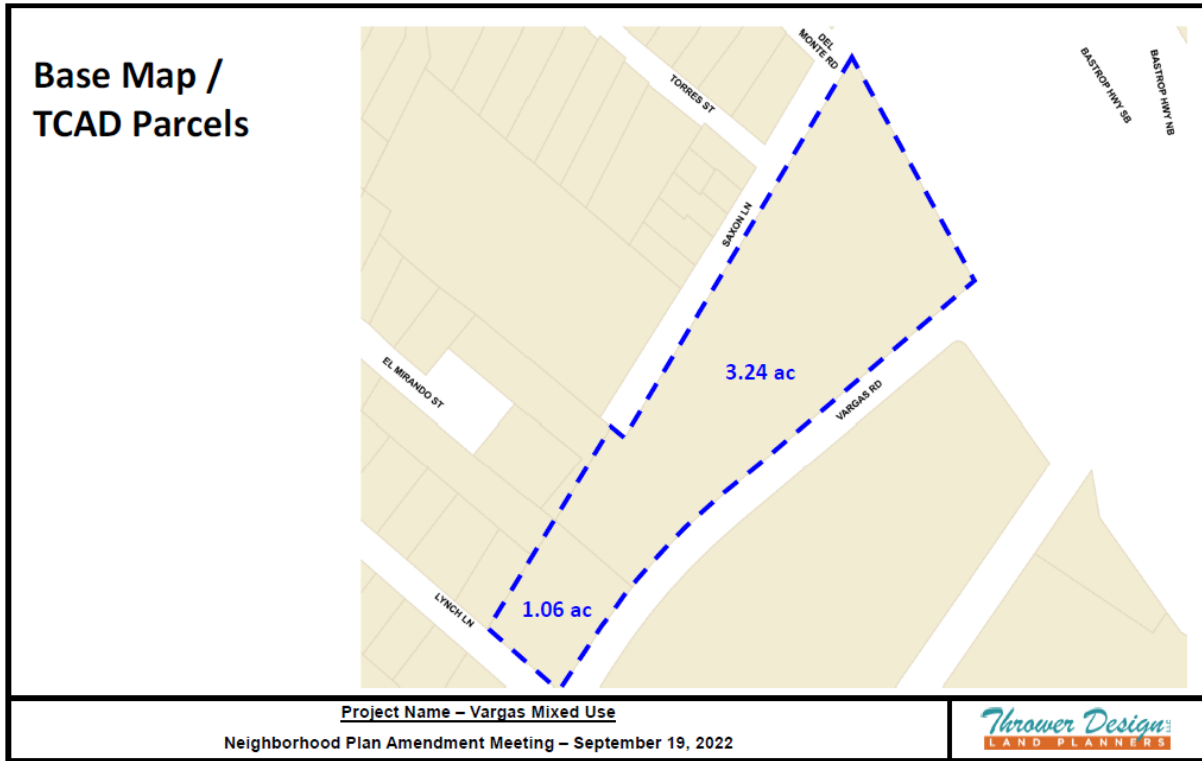 Base Map /
TCAD Parcels
DEL
MONTE RD
TORRES ST
BASTROP HWY SB
BASTROP HWY NB
SAXON LN
EL MIRANDO ST
3.24 ac
VARGAS RD
LYNCH LN
1.06 ac
Project Name – Vargas Mixed Use
Neighborhood Plan Amendment Meeting – September 19, 2022
Thrower Design LLC
LAND PLANNERS